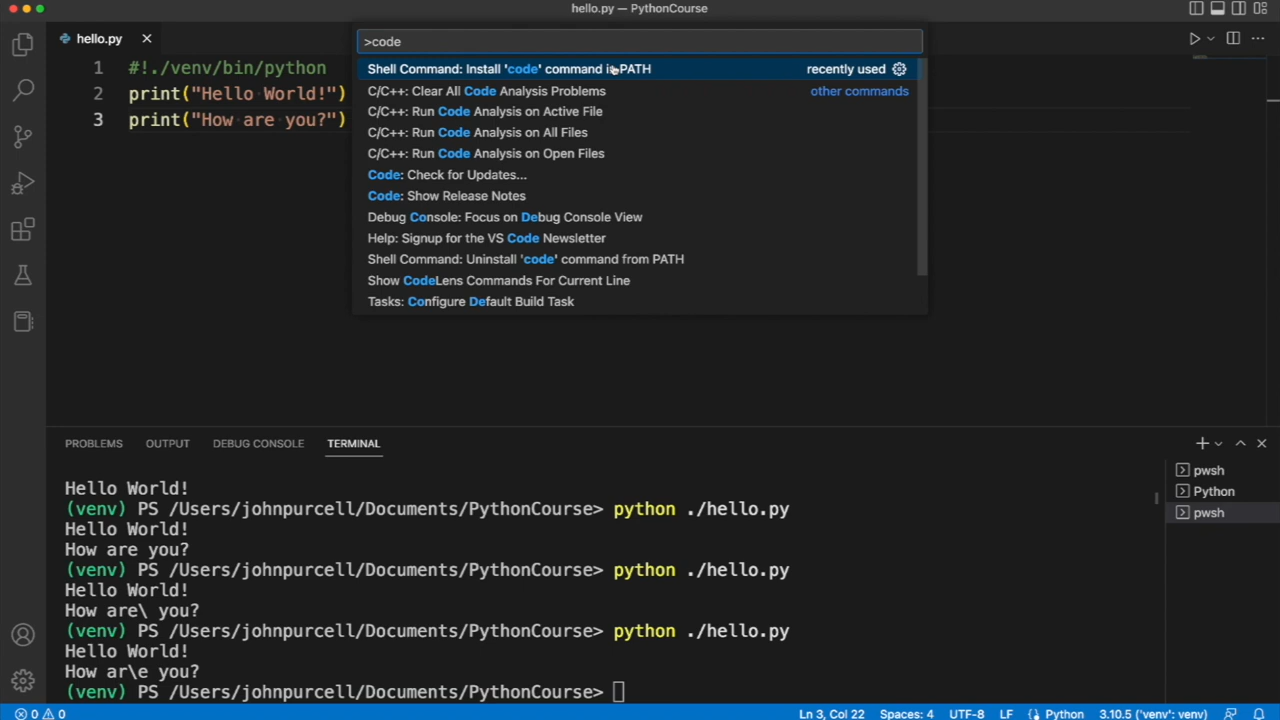 hello.py — PythonCourse
hello.py
>code
1 #!./venv/bin/python
2 print("Hello World!")
3 print("How are you?")
Shell Command: Install 'code' command in PATH recently used
C/C++: Clear All Code Analysis Problems other commands
C/C++: Run Code Analysis on Active File
C/C++: Run Code Analysis on All Files
C/C++: Run Code Analysis on Open Files
Code: Check for Updates...
Code: Show Release Notes
Debug Console: Focus on Debug Console View
Help: Signup for the VS Code Newsletter
Shell Command: Uninstall 'code' command from PATH
Show CodeLens Commands For Current Line
Tasks: Configure Default Build Task
PROBLEMS OUTPUT DEBUG CONSOLE TERMINAL
Hello World!
(venv) PS /Users/johnpurcell/Documents/PythonCourse> python ./hello.py
Hello World!
How are you?
(venv) PS /Users/johnpurcell/Documents/PythonCourse> python ./hello.py
Hello World!
How are\ you?
(venv) PS /Users/johnpurcell/Documents/PythonCourse> python ./hello.py
Hello World!
How ar\e you?
(venv) PS /Users/johnpurcell/Documents/PythonCourse>
pwsh
Python
pwsh
0 0 Ln 3, Col 22 Spaces: 4 UTF-8 LF Python 3.10.5 ('venv': venv)